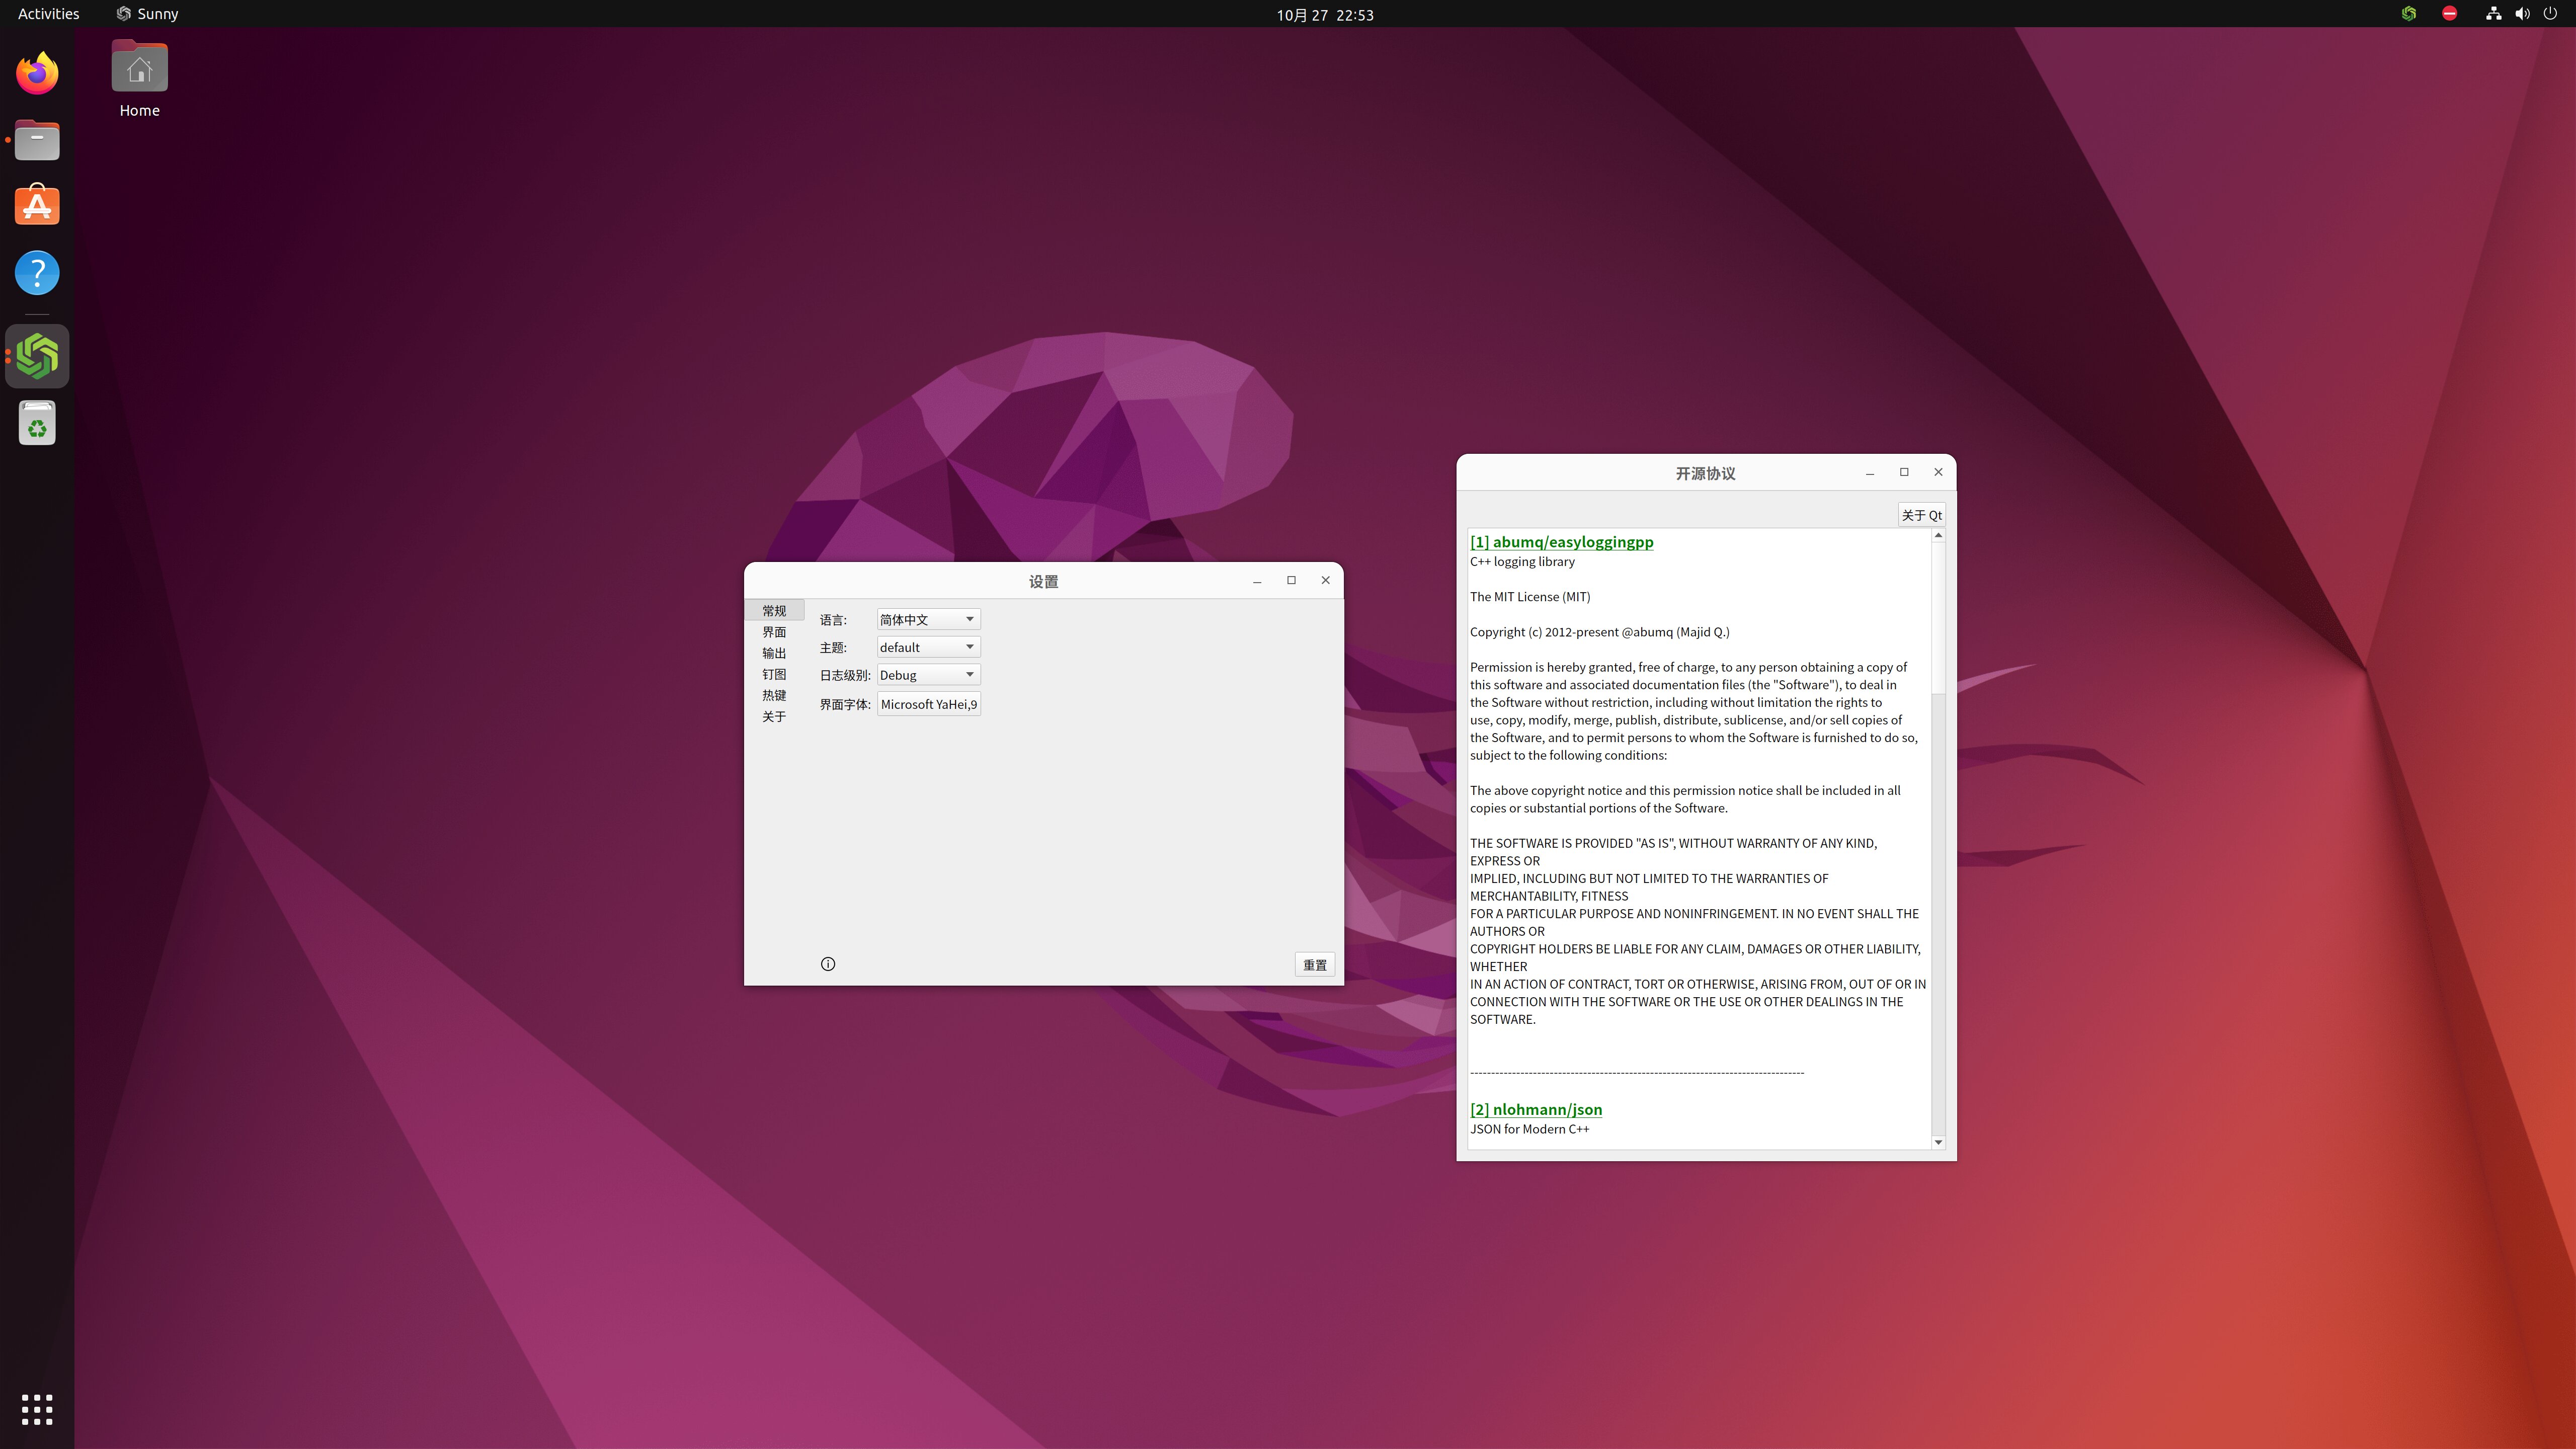 Activities
Sunny
10月 27 22:53
Home
设置
常规
界面
输出
钉图
热键
关于
语言: 简体中文
主题: default
日志级别: Debug
界面字体: Microsoft YaHei,9
重置
开源协议
关于 Qt
[1] abumq/easyloggingpp
C++ logging library
The MIT License (MIT)
Copyright (c) 2012-present @abumq (Majid Q.)
Permission is hereby granted, free of charge, to any person obtaining a copy of
this software and associated documentation files (the "Software"), to deal in
the Software without restriction, including without limitation the rights to
use, copy, modify, merge, publish, distribute, sublicense, and/or sell copies of
the Software, and to permit persons to whom the Software is furnished to do so,
subject to the following conditions:
The above copyright notice and this permission notice shall be included in all
copies or substantial portions of the Software.
THE SOFTWARE IS PROVIDED "AS IS", WITHOUT WARRANTY OF ANY KIND,
EXPRESS OR
IMPLIED, INCLUDING BUT NOT LIMITED TO THE WARRANTIES OF
MERCHANTABILITY, FITNESS
FOR A PARTICULAR PURPOSE AND NONINFRINGEMENT. IN NO EVENT SHALL THE
AUTHORS OR
COPYRIGHT HOLDERS BE LIABLE FOR ANY CLAIM, DAMAGES OR OTHER LIABILITY,
WHETHER
IN AN ACTION OF CONTRACT, TORT OR OTHERWISE, ARISING FROM, OUT OF OR IN
CONNECTION WITH THE SOFTWARE OR THE USE OR OTHER DEALINGS IN THE
SOFTWARE.
--------------------------------------------------------------------------------
[2] nlohmann/json
JSON for Modern C++